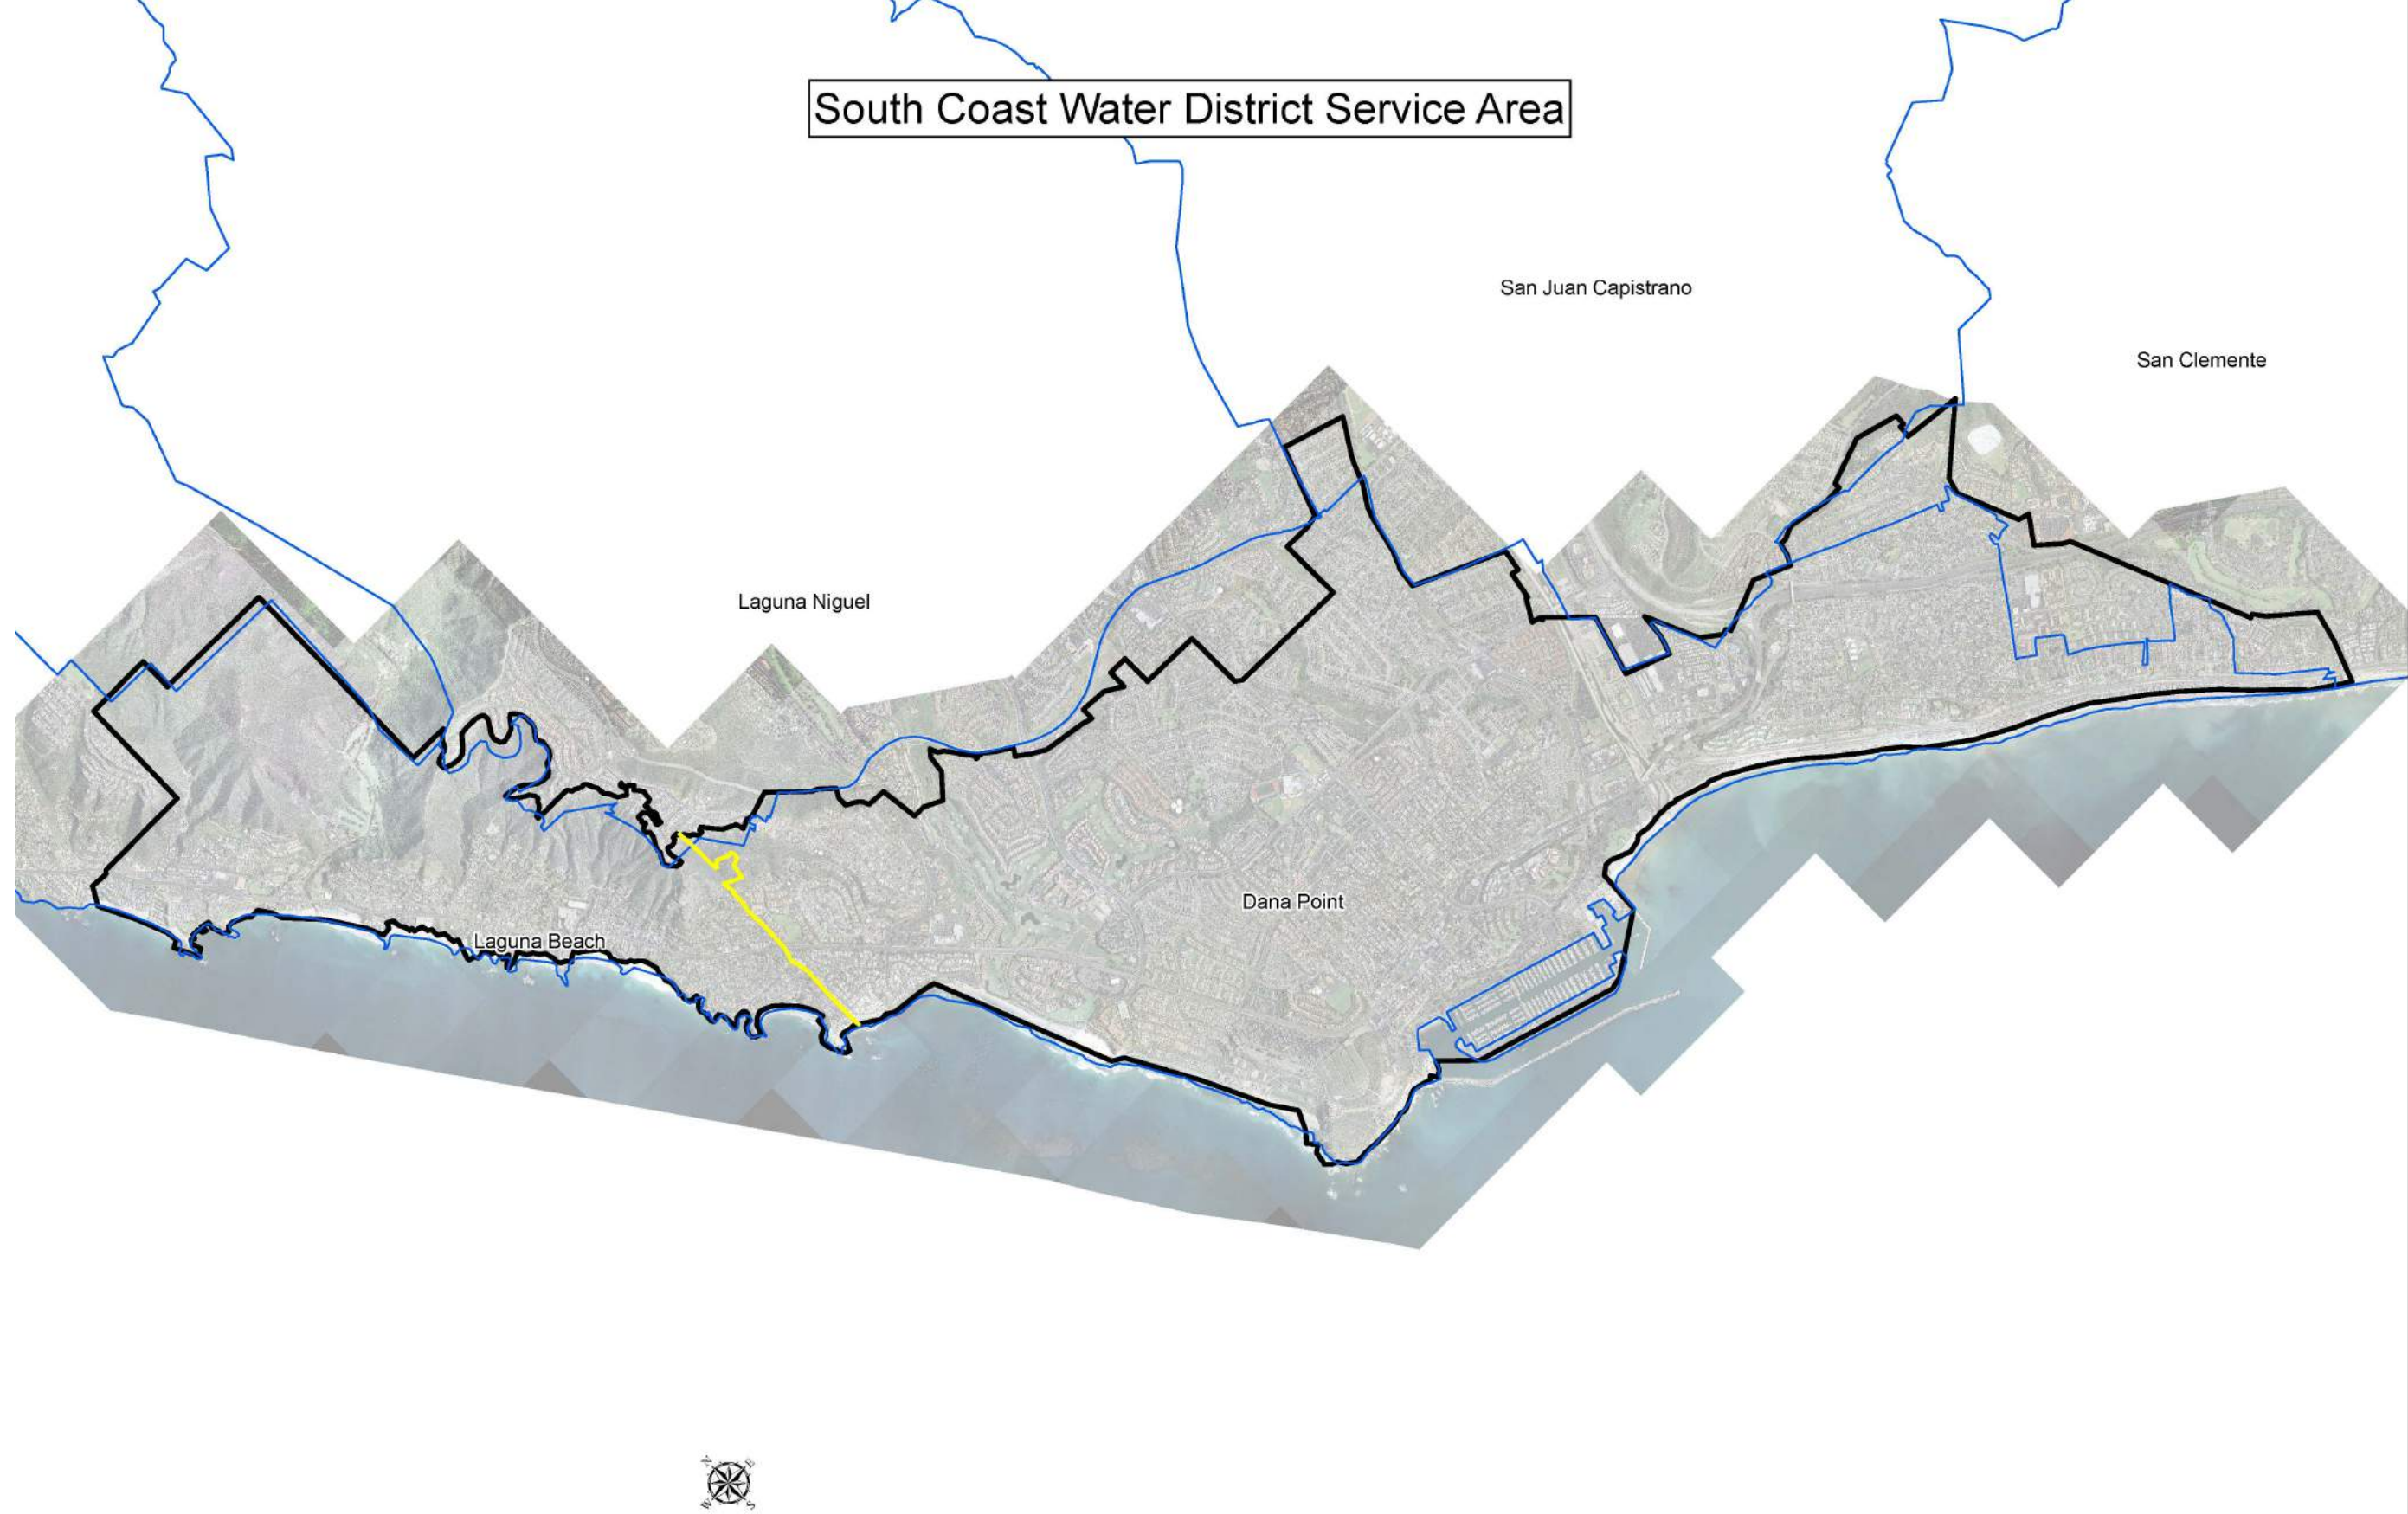 South Coast Water District Service Area
San Juan Capistrano
San Clemente
Laguna Niguel
Dana Point
Laguna Beach
N
E
W
S